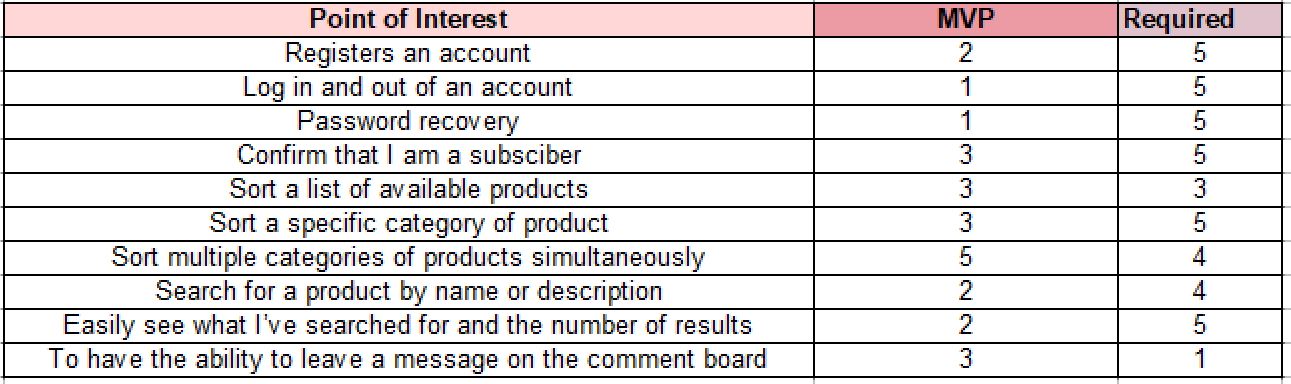 Point of Interest MVP Required
Registers an account 2 5
Log in and out of an account 1 5
Password recovery 1 5
Confirm that I am a subsciber 3 5
Sort a list of available products 3 3
Sort a specific category of product 3 5
Sort multiple categories of products simultaneously 5 4
Search for a product by name or description 2 4
Easily see what I've searched for and the number of results 2 5
To have the ability to leave a message on the comment board 3 1